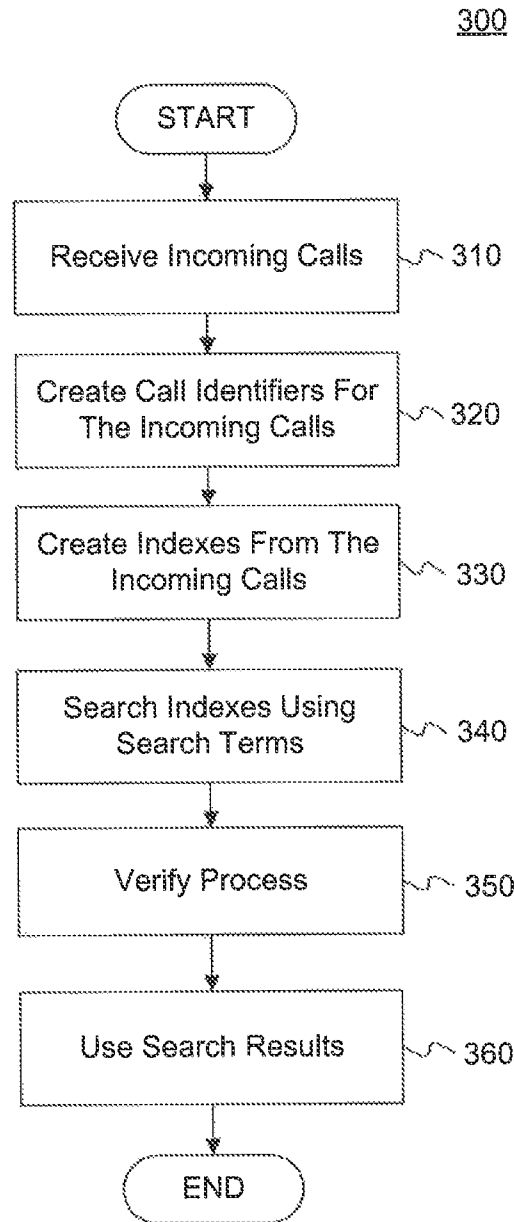 300
START
Receive Incoming Calls
310
Create Call Identifiers For
The Incoming Calls
320
Create Indexes From The
Incoming Calls
330
Search Indexes Using
Search Terms
340
Verify Process
350
Use Search Results
360
END